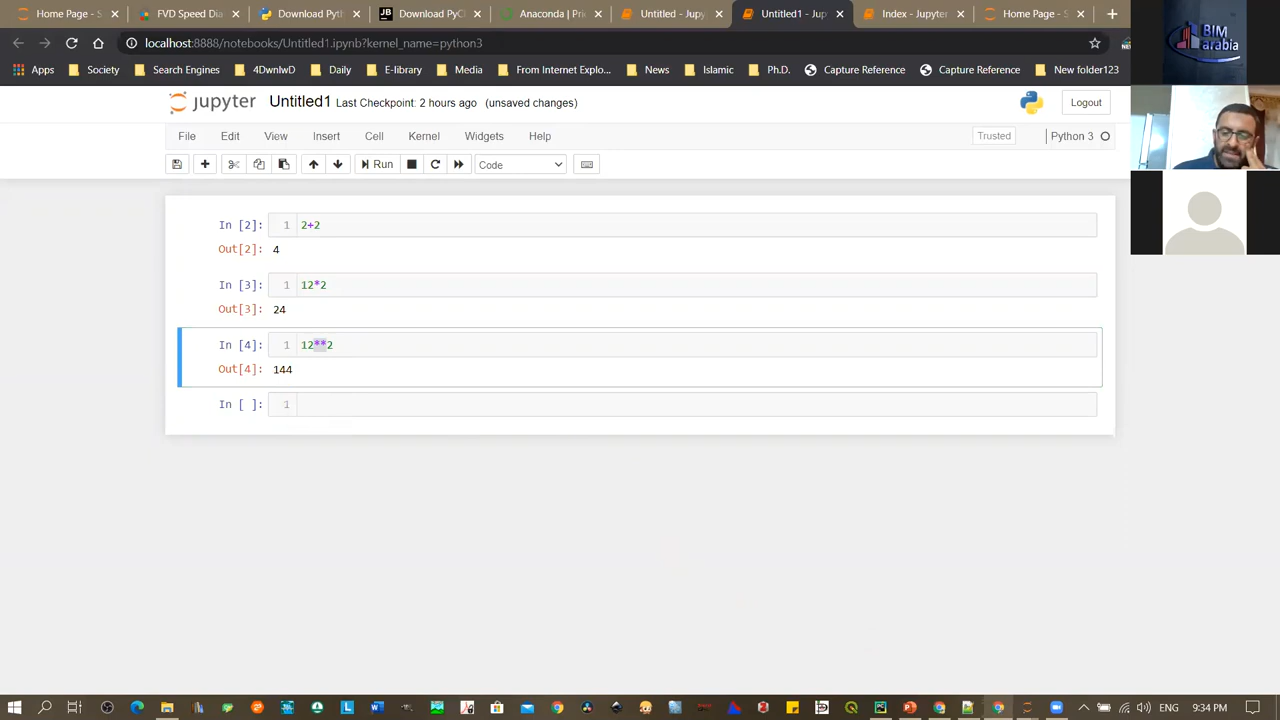 Home Page - S
FVD Speed Dia
Download Pyth
Download PyC
Anaconda | Pri
Untitled - Jupy
Untitled1 - Jup
Index - Jupyter
Home Page - S
localhost:8888/notebooks/Untitled1.ipynb?kernel_name=python3
Apps Society Search Engines 4DwnlwD Daily E-library Media From Internet Explo... News Islamic Ph.D. Capture Reference Capture Reference New folder123
BIM
arabia
jupyter Untitled1 Last Checkpoint: 2 hours ago (unsaved changes) Logout
File Edit View Insert Cell Kernel Widgets Help Trusted Python 3
Run Code
In [2]: 1 2+2
Out[2]: 4
In [3]: 1 12*2
Out[3]: 24
In [4]: 1 12**2
Out[4]: 144
In [ ]: 1
9:34 PM